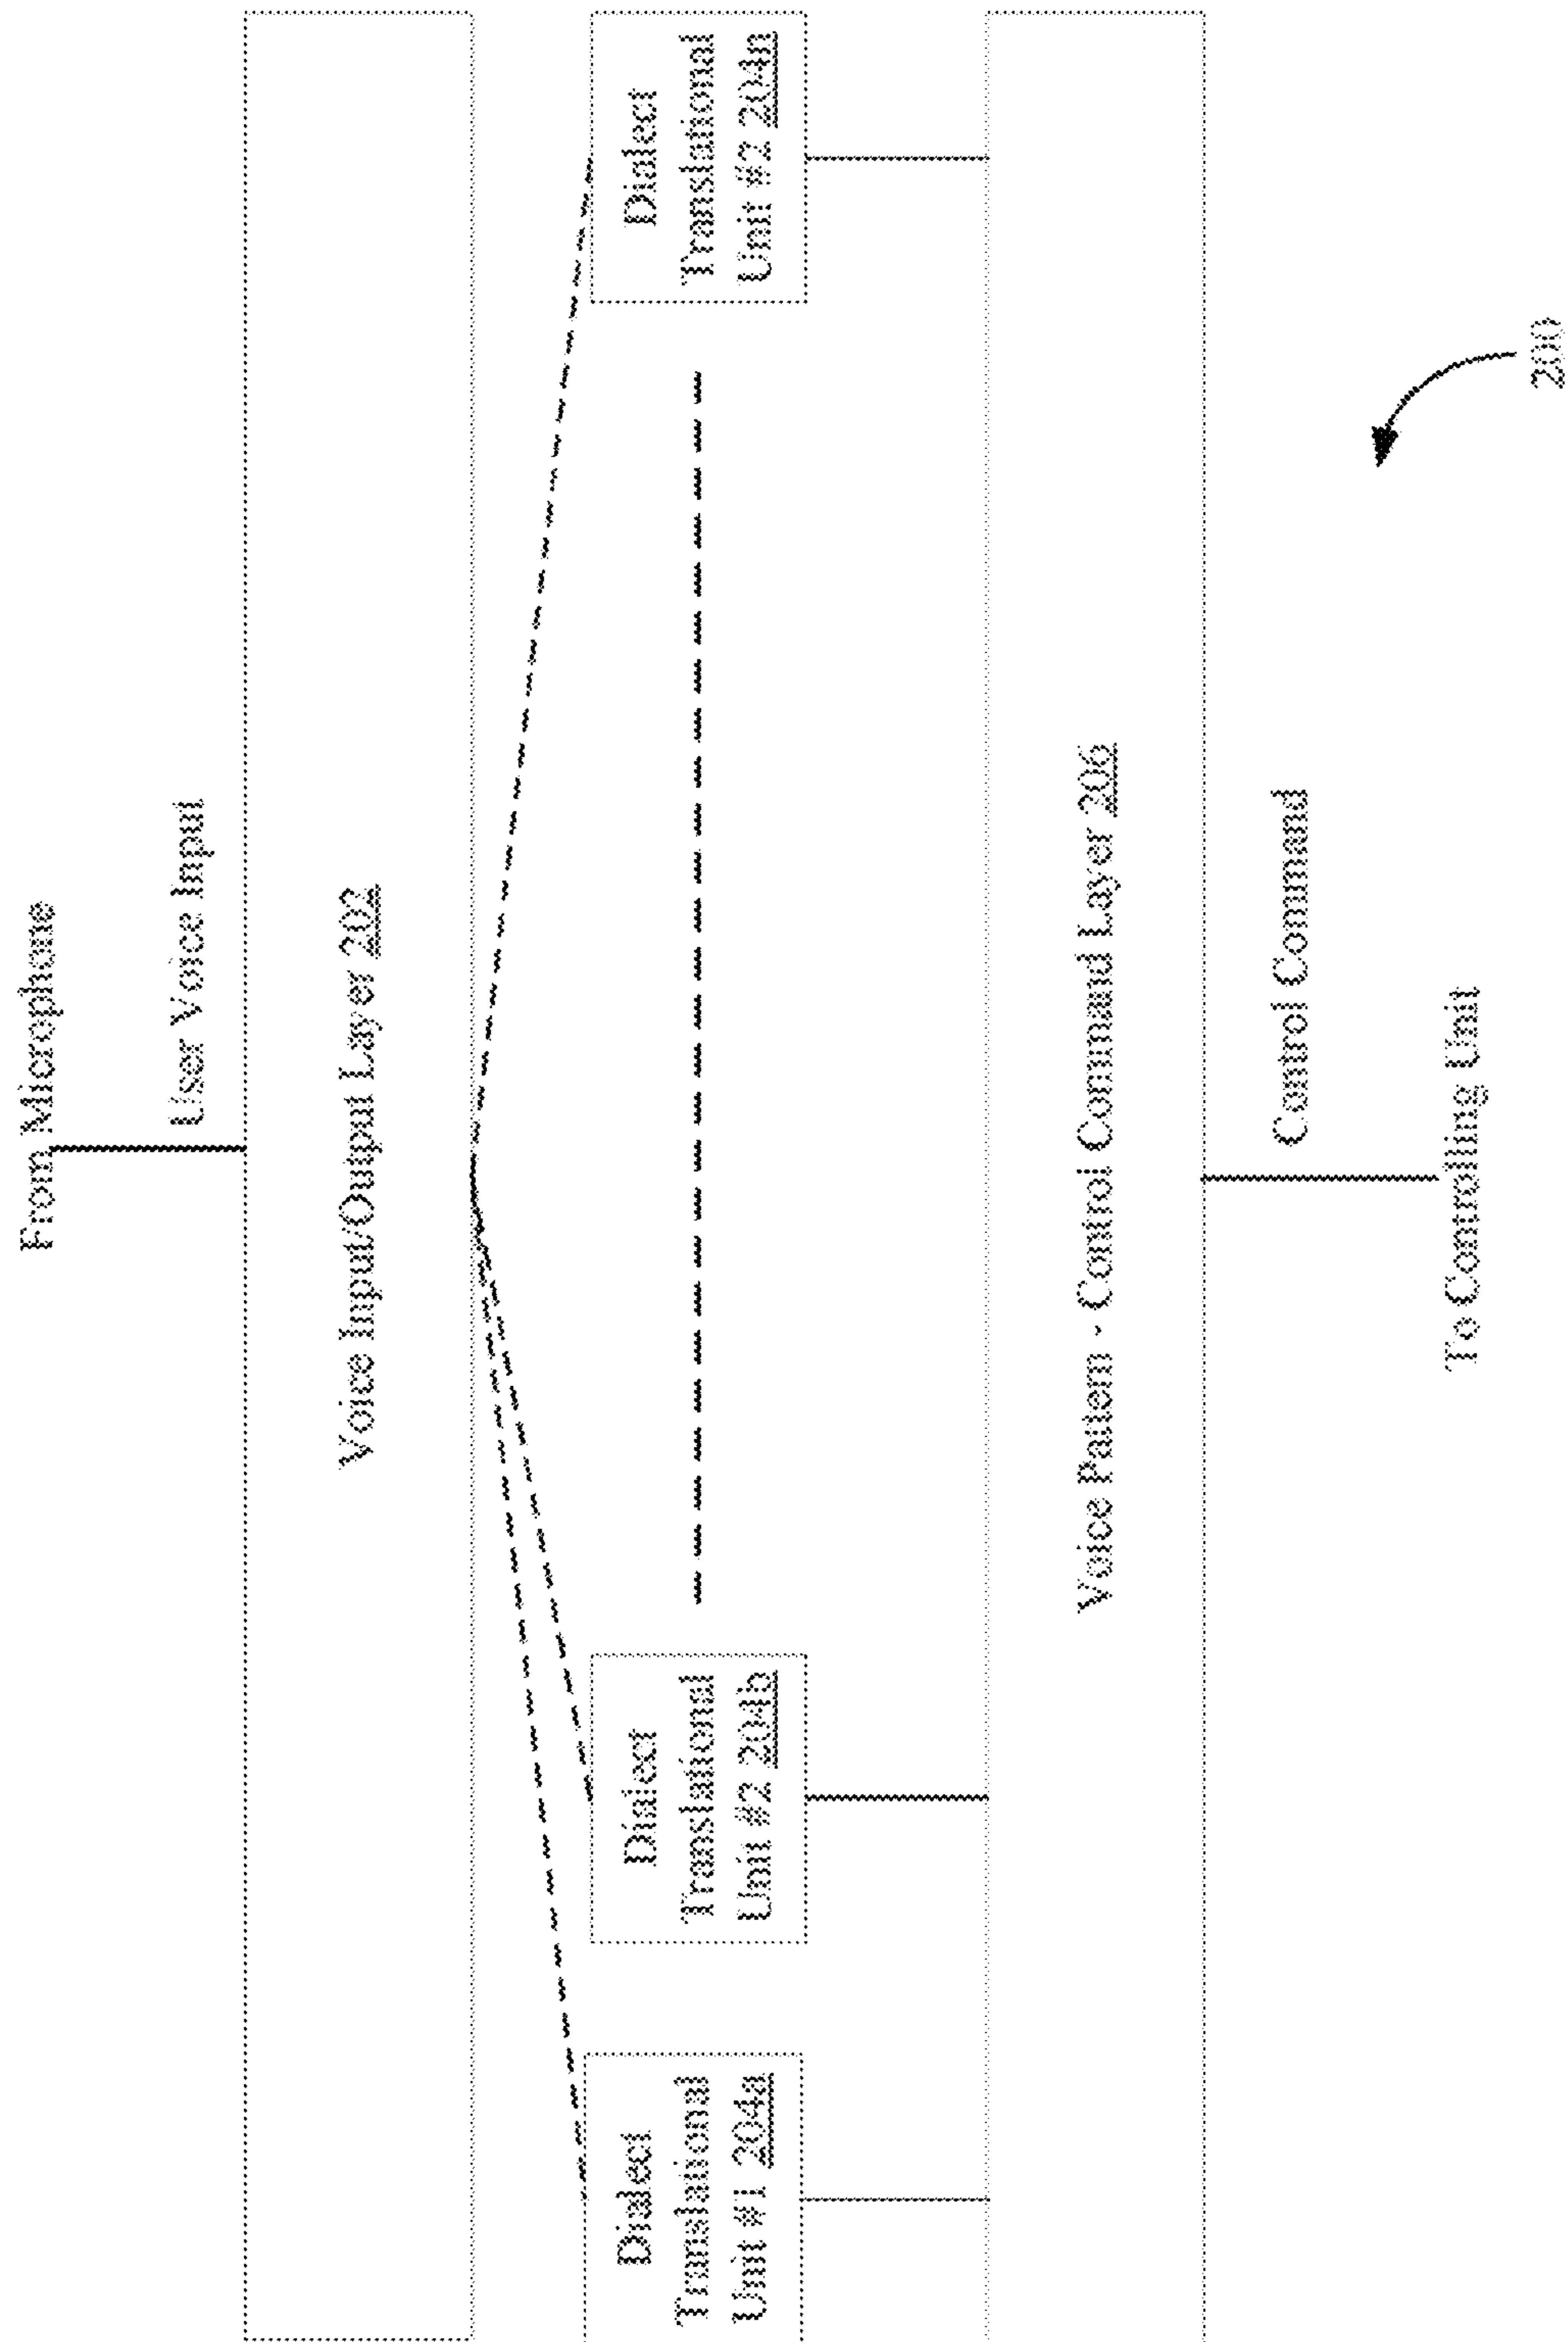 From Microphone
User Voice Input
Voice Input/Output Layer 202
Dialect
Translational
Unit #1 204a
Dialect
Translational
Unit #2 204b
Dialect
Translational
Unit #2 204n
Voice Pattern - Control Command Layer 206
Control Command
To Controlling Unit
200